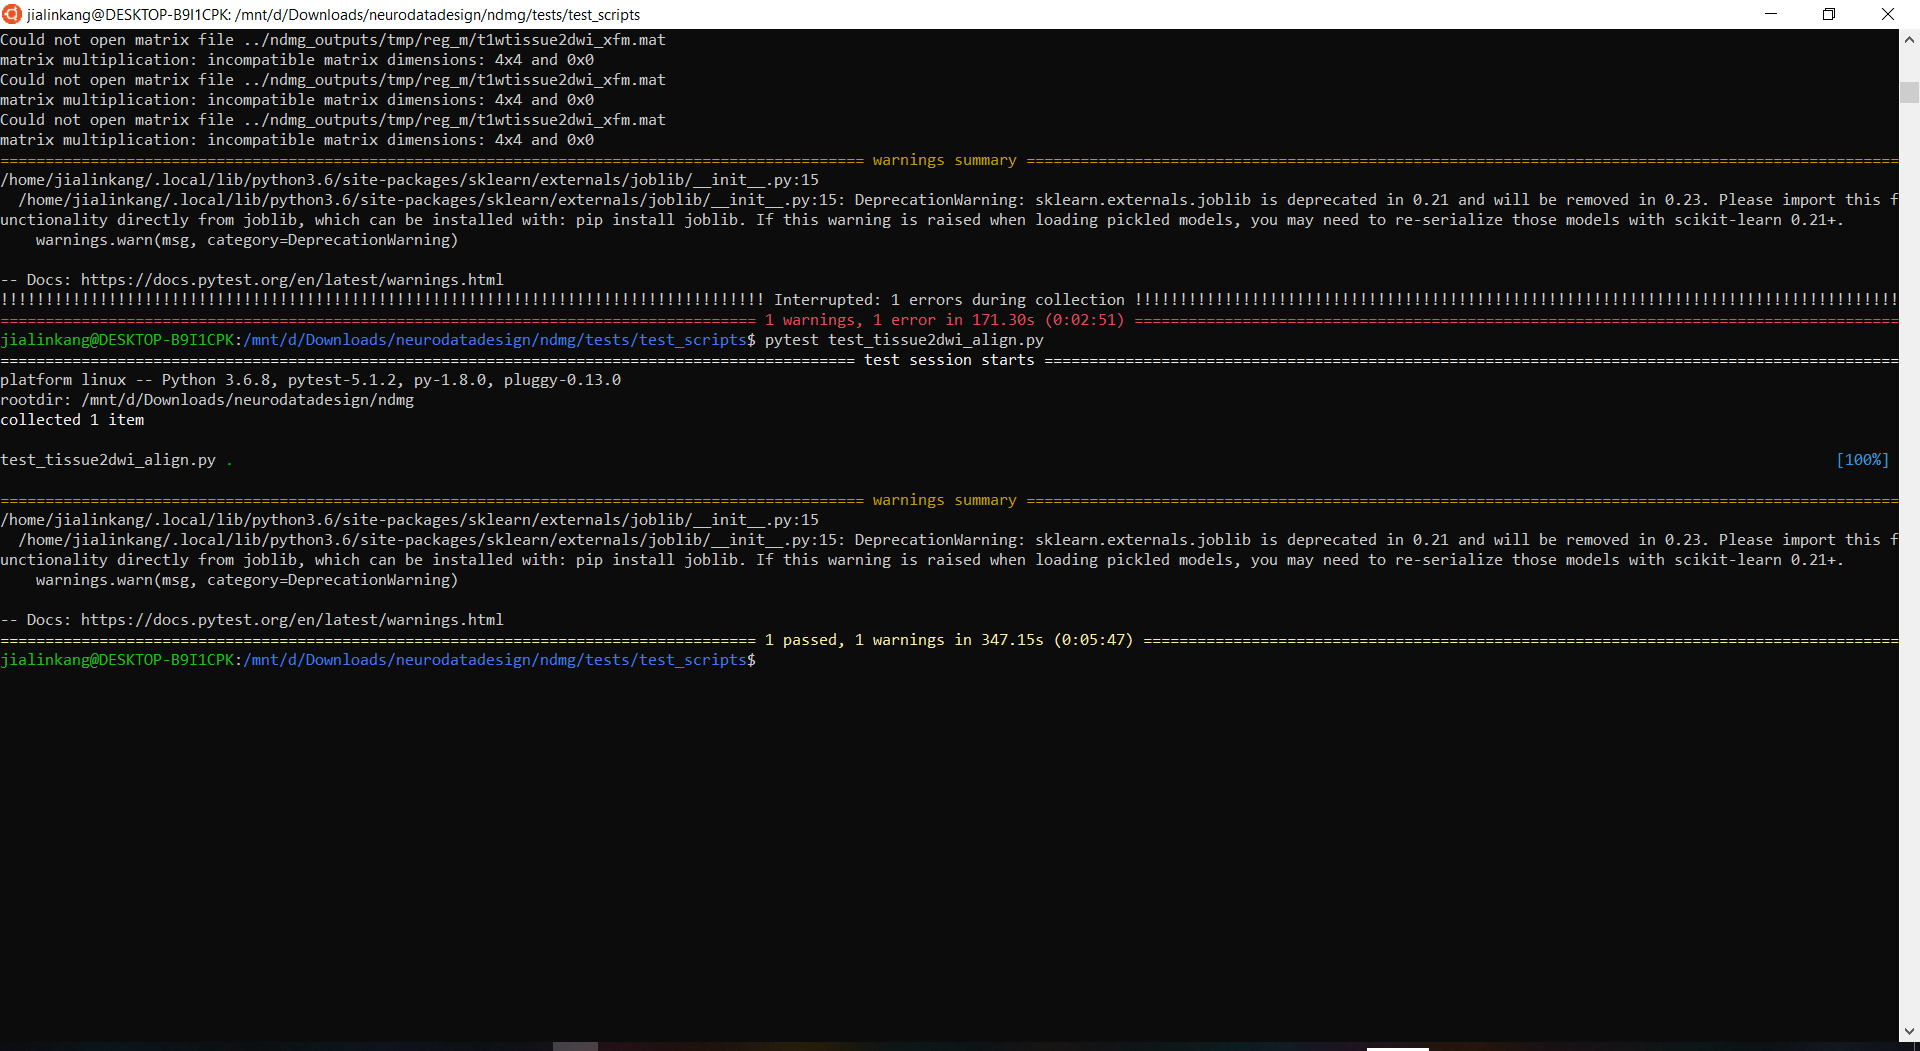 jialinkang@DESKTOP-B9I1CPK: /mnt/d/Downloads/neurodatadesign/ndmg/tests/test_scripts
Could not open matrix file ../ndmg_outputs/tmp/reg_m/t1wtissue2dwi_xfm.mat
matrix multiplication: incompatible matrix dimensions: 4x4 and 0x0
Could not open matrix file ../ndmg_outputs/tmp/reg_m/t1wtissue2dwi_xfm.mat
matrix multiplication: incompatible matrix dimensions: 4x4 and 0x0
Could not open matrix file ../ndmg_outputs/tmp/reg_m/t1wtissue2dwi_xfm.mat
matrix multiplication: incompatible matrix dimensions: 4x4 and 0x0
================================================================================================ warnings summary =================================================================================================
/home/jialinkang/.local/lib/python3.6/site-packages/sklearn/externals/joblib/__init__.py:15
  /home/jialinkang/.local/lib/python3.6/site-packages/sklearn/externals/joblib/__init__.py:15: DeprecationWarning: sklearn.externals.joblib is deprecated in 0.21 and will be removed in 0.23. Please import this f
unctionality directly from joblib, which can be installed with: pip install joblib. If this warning is raised when loading pickled models, you may need to re-serialize those models with scikit-learn 0.21+.
    warnings.warn(msg, category=DeprecationWarning)
-- Docs: https://docs.pytest.org/en/latest/warnings.html
!!!!!!!!!!!!!!!!!!!!!!!!!!!!!!!!!!!!!!!!!!!!!!!!!!!!!!!!!!!!!!!!!!!!!!!!!!!!!!!!!!!!! Interrupted: 1 errors during collection !!!!!!!!!!!!!!!!!!!!!!!!!!!!!!!!!!!!!!!!!!!!!!!!!!!!!!!!!!!!!!!!!!!!!!!!!!!!!!!!!!!!!
==================================================================================== 1 warnings, 1 error in 171.30s (0:02:51) =====================================================================================
jialinkang@DESKTOP-B9I1CPK:/mnt/d/Downloads/neurodatadesign/ndmg/tests/test_scripts$ pytest test_tissue2dwi_align.py
=============================================================================================== test session starts ===============================================================================================
platform linux -- Python 3.6.8, pytest-5.1.2, py-1.8.0, pluggy-0.13.0
rootdir: /mnt/d/Downloads/neurodatadesign/ndmg
collected 1 item
test_tissue2dwi_align.py . [100%]
================================================================================================ warnings summary =================================================================================================
/home/jialinkang/.local/lib/python3.6/site-packages/sklearn/externals/joblib/__init__.py:15
  /home/jialinkang/.local/lib/python3.6/site-packages/sklearn/externals/joblib/__init__.py:15: DeprecationWarning: sklearn.externals.joblib is deprecated in 0.21 and will be removed in 0.23. Please import this f
unctionality directly from joblib, which can be installed with: pip install joblib. If this warning is raised when loading pickled models, you may need to re-serialize those models with scikit-learn 0.21+.
    warnings.warn(msg, category=DeprecationWarning)
-- Docs: https://docs.pytest.org/en/latest/warnings.html
==================================================================================== 1 passed, 1 warnings in 347.15s (0:05:47) ====================================================================================
jialinkang@DESKTOP-B9I1CPK:/mnt/d/Downloads/neurodatadesign/ndmg/tests/test_scripts$